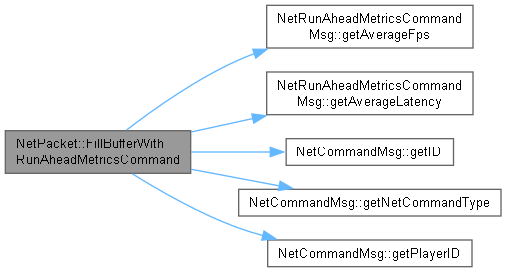 NetRunAheadMetricsCommand
Msg::getAverageFps
NetRunAheadMetricsCommand
Msg::getAverageLatency
NetPacket::FillBufferWith
RunAheadMetricsCommand
NetCommandMsg::getID
NetCommandMsg::getNetCommandType
NetCommandMsg::getPlayerID